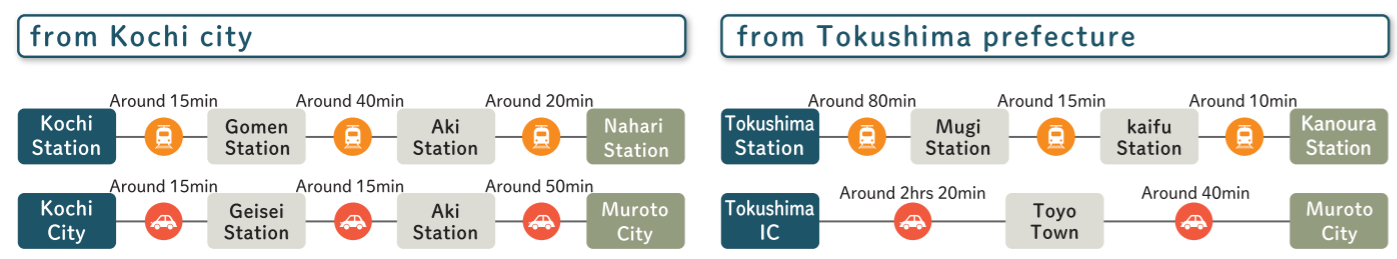 from Kochi city
Around 15min
Around 40min
Around 20min
Kochi
Station
Gomen
Station
Aki
Station
Nahari
Station
Around 15min
Around 15min
Around 50min
Kochi
City
Geisei
Station
Aki
Station
Muroto
City
from Tokushima prefecture
Around 80min
Around 15min
Around 10min
Tokushima
Station
Mugi
Station
kaifu
Station
Kanoura
Station
Around 2hrs 20min
Around 40min
Tokushima
IC
Toyo
Town
Muroto
City